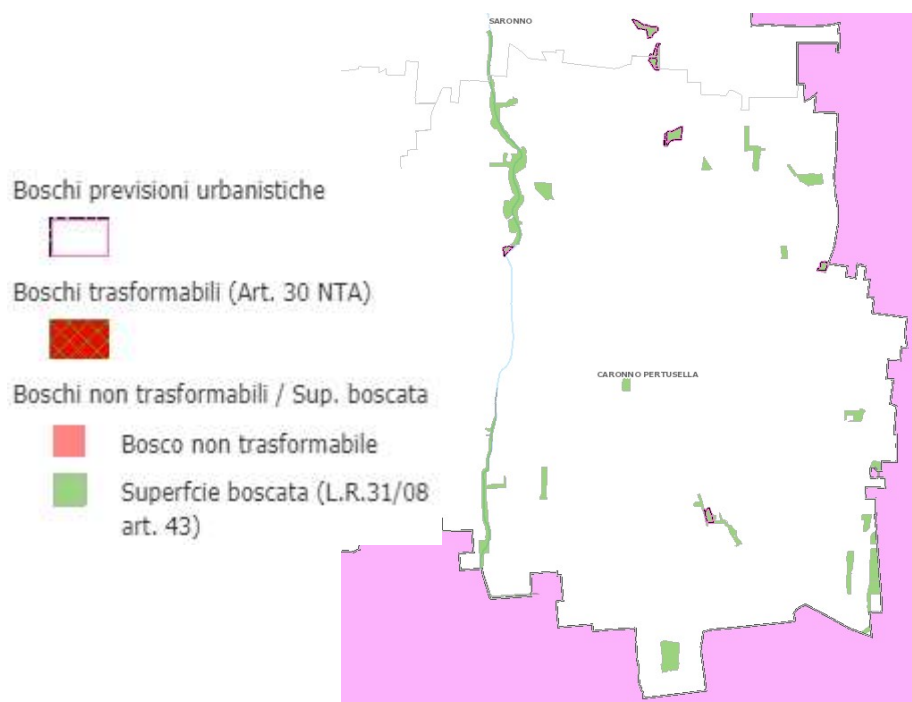 SARONNO
Boschi previsioni urbanistiche
Boschi trasformabili (Art. 30 NTA)
Boschi non trasformabili / Sup. boscata
Bosco non trasformabile
Superfcie boscata (L.R.31/08
art. 43)
CARONNO PERTUSELLA